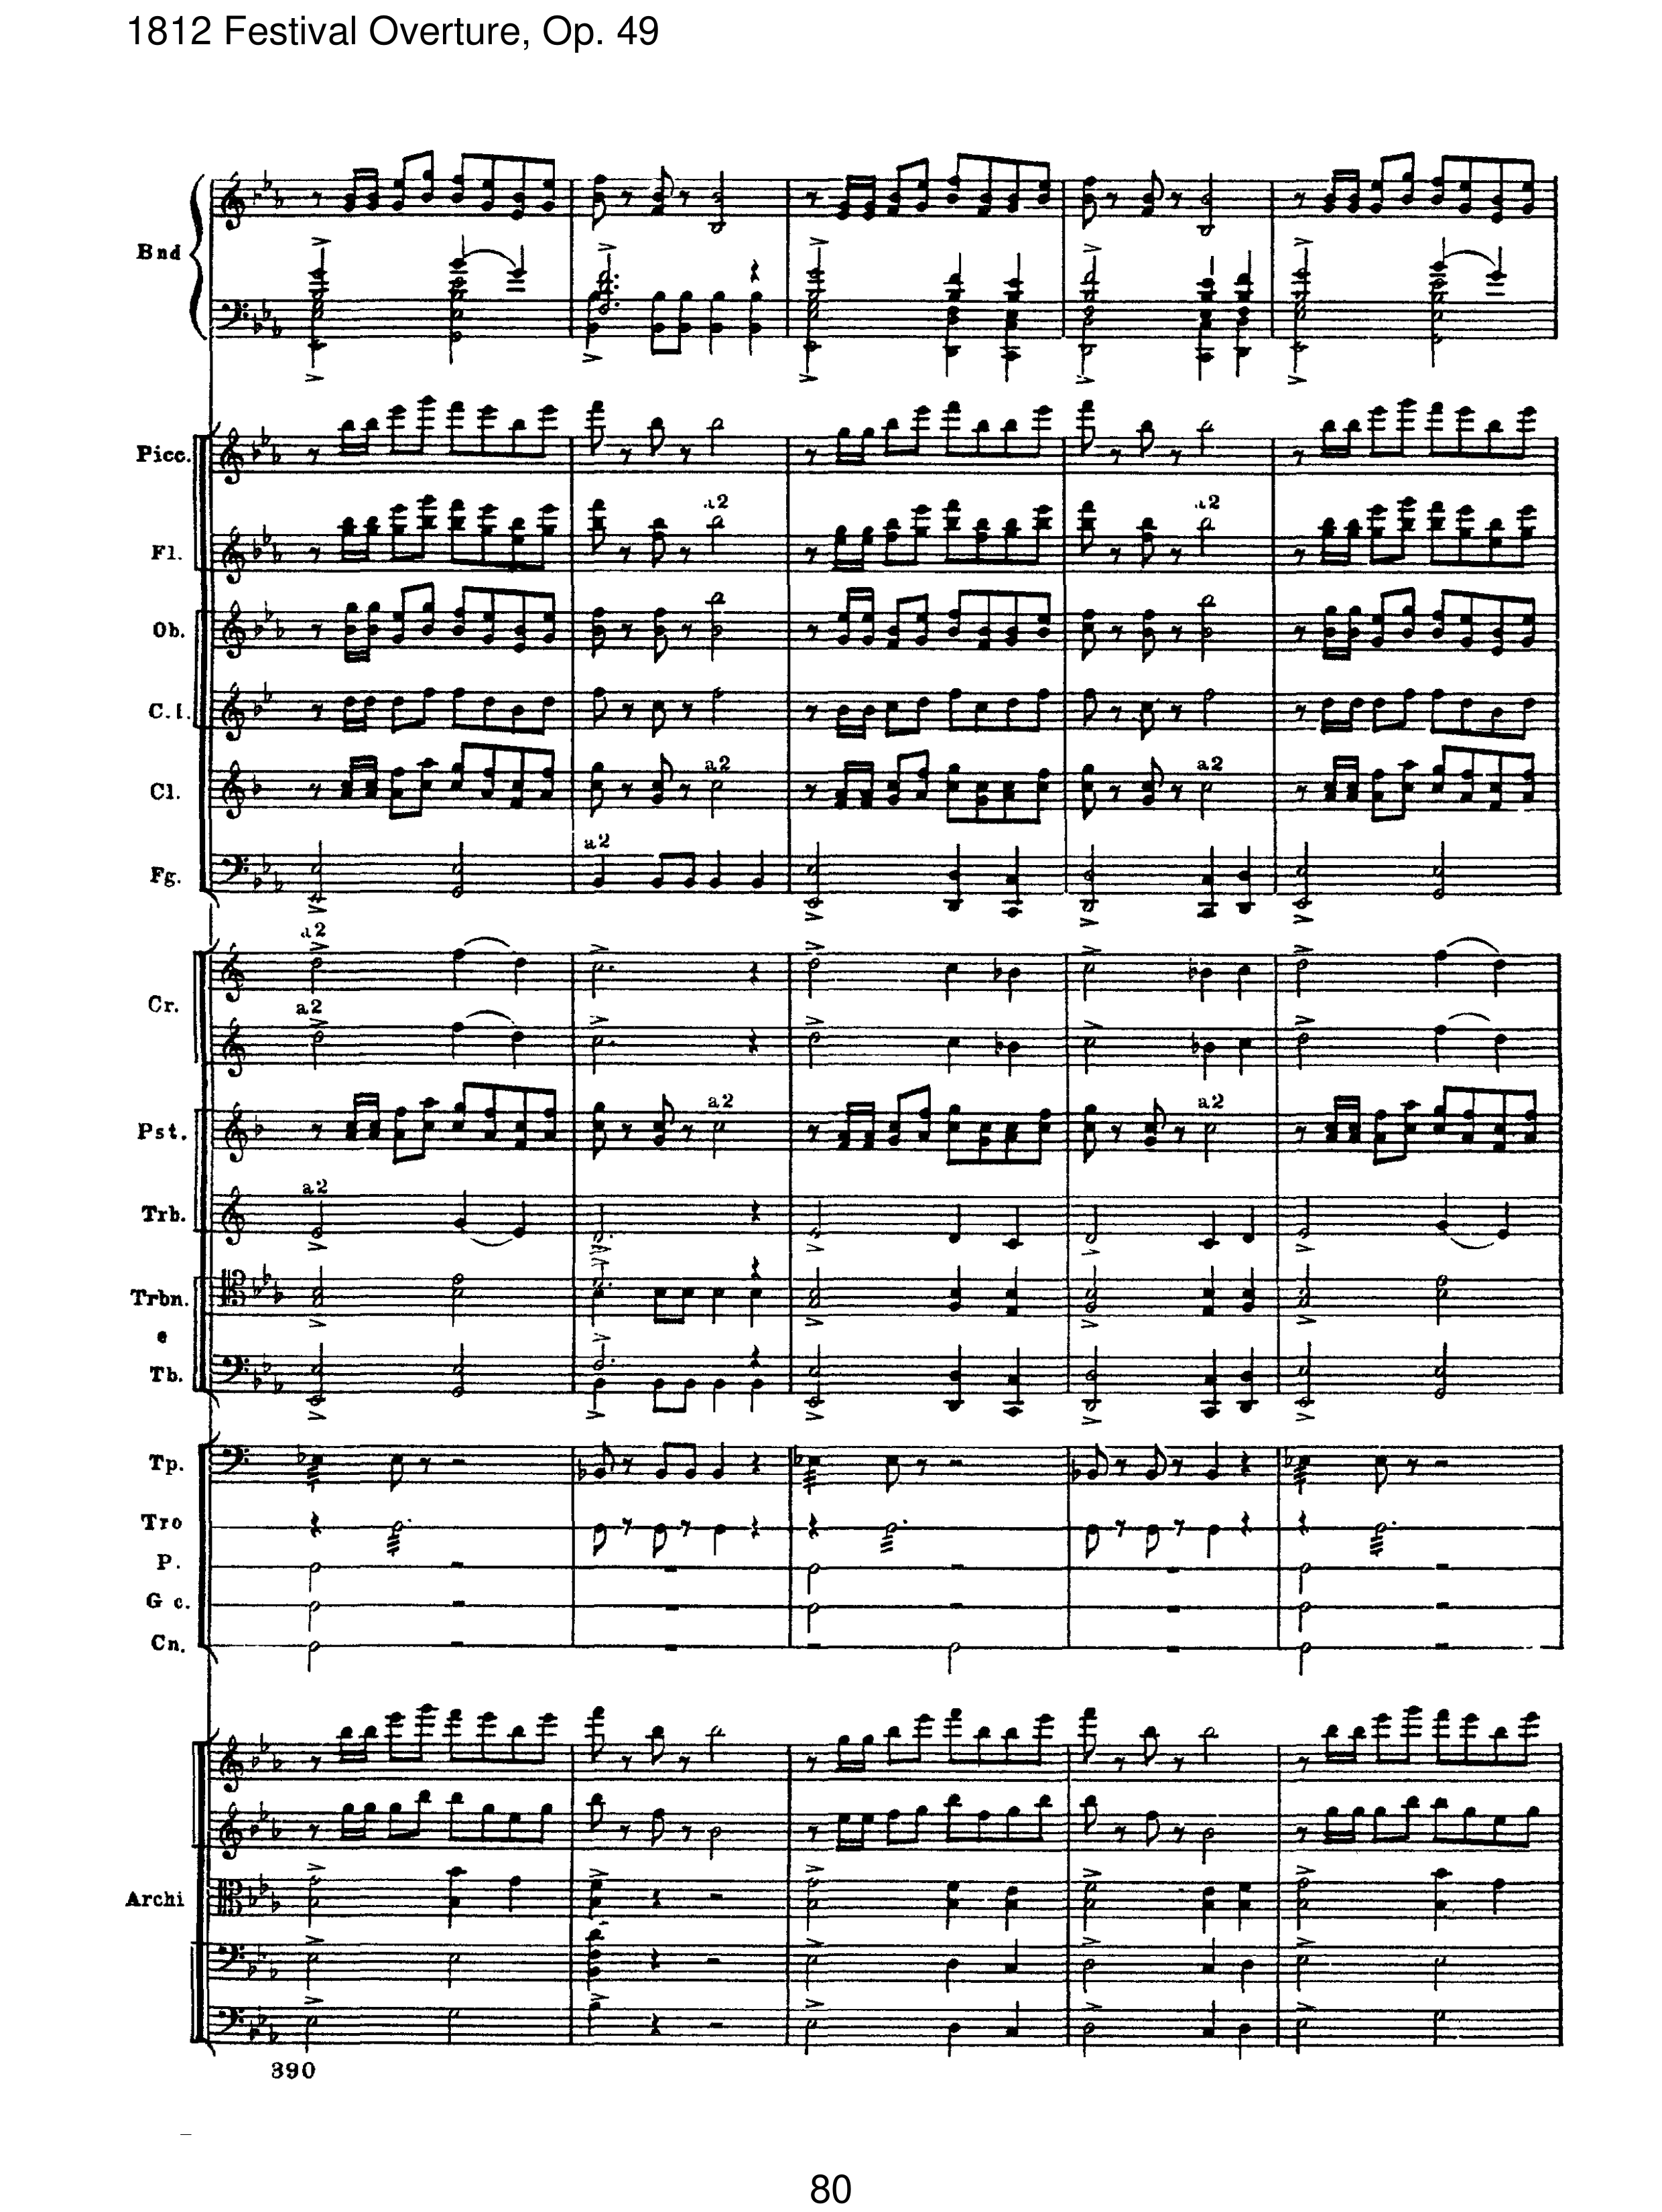 1812 Festival Overture, Op. 49
Bnd
Picc.
Fl.
a2 a2
Ob.
C.I.
Cl.
a2 a2
Fg.
a2
a2
Cr.
a2
Pst.
a2 a2
Trb.
a2
Trbn.
e
Tb.
Tp.
Tro
P.
G c.
Cn.
Archi
390
80